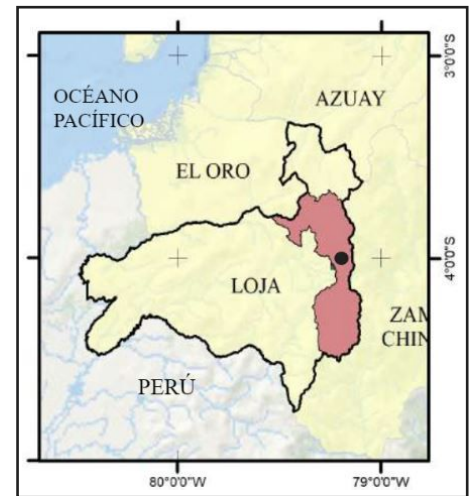 3°0'0"S
OCÉANO
PACÍFICO
AZUAY
EL ORO
4°0'0"S
LOJA
ZAM
CHIN
PERÚ
80°0'0"W
79°0'0"W